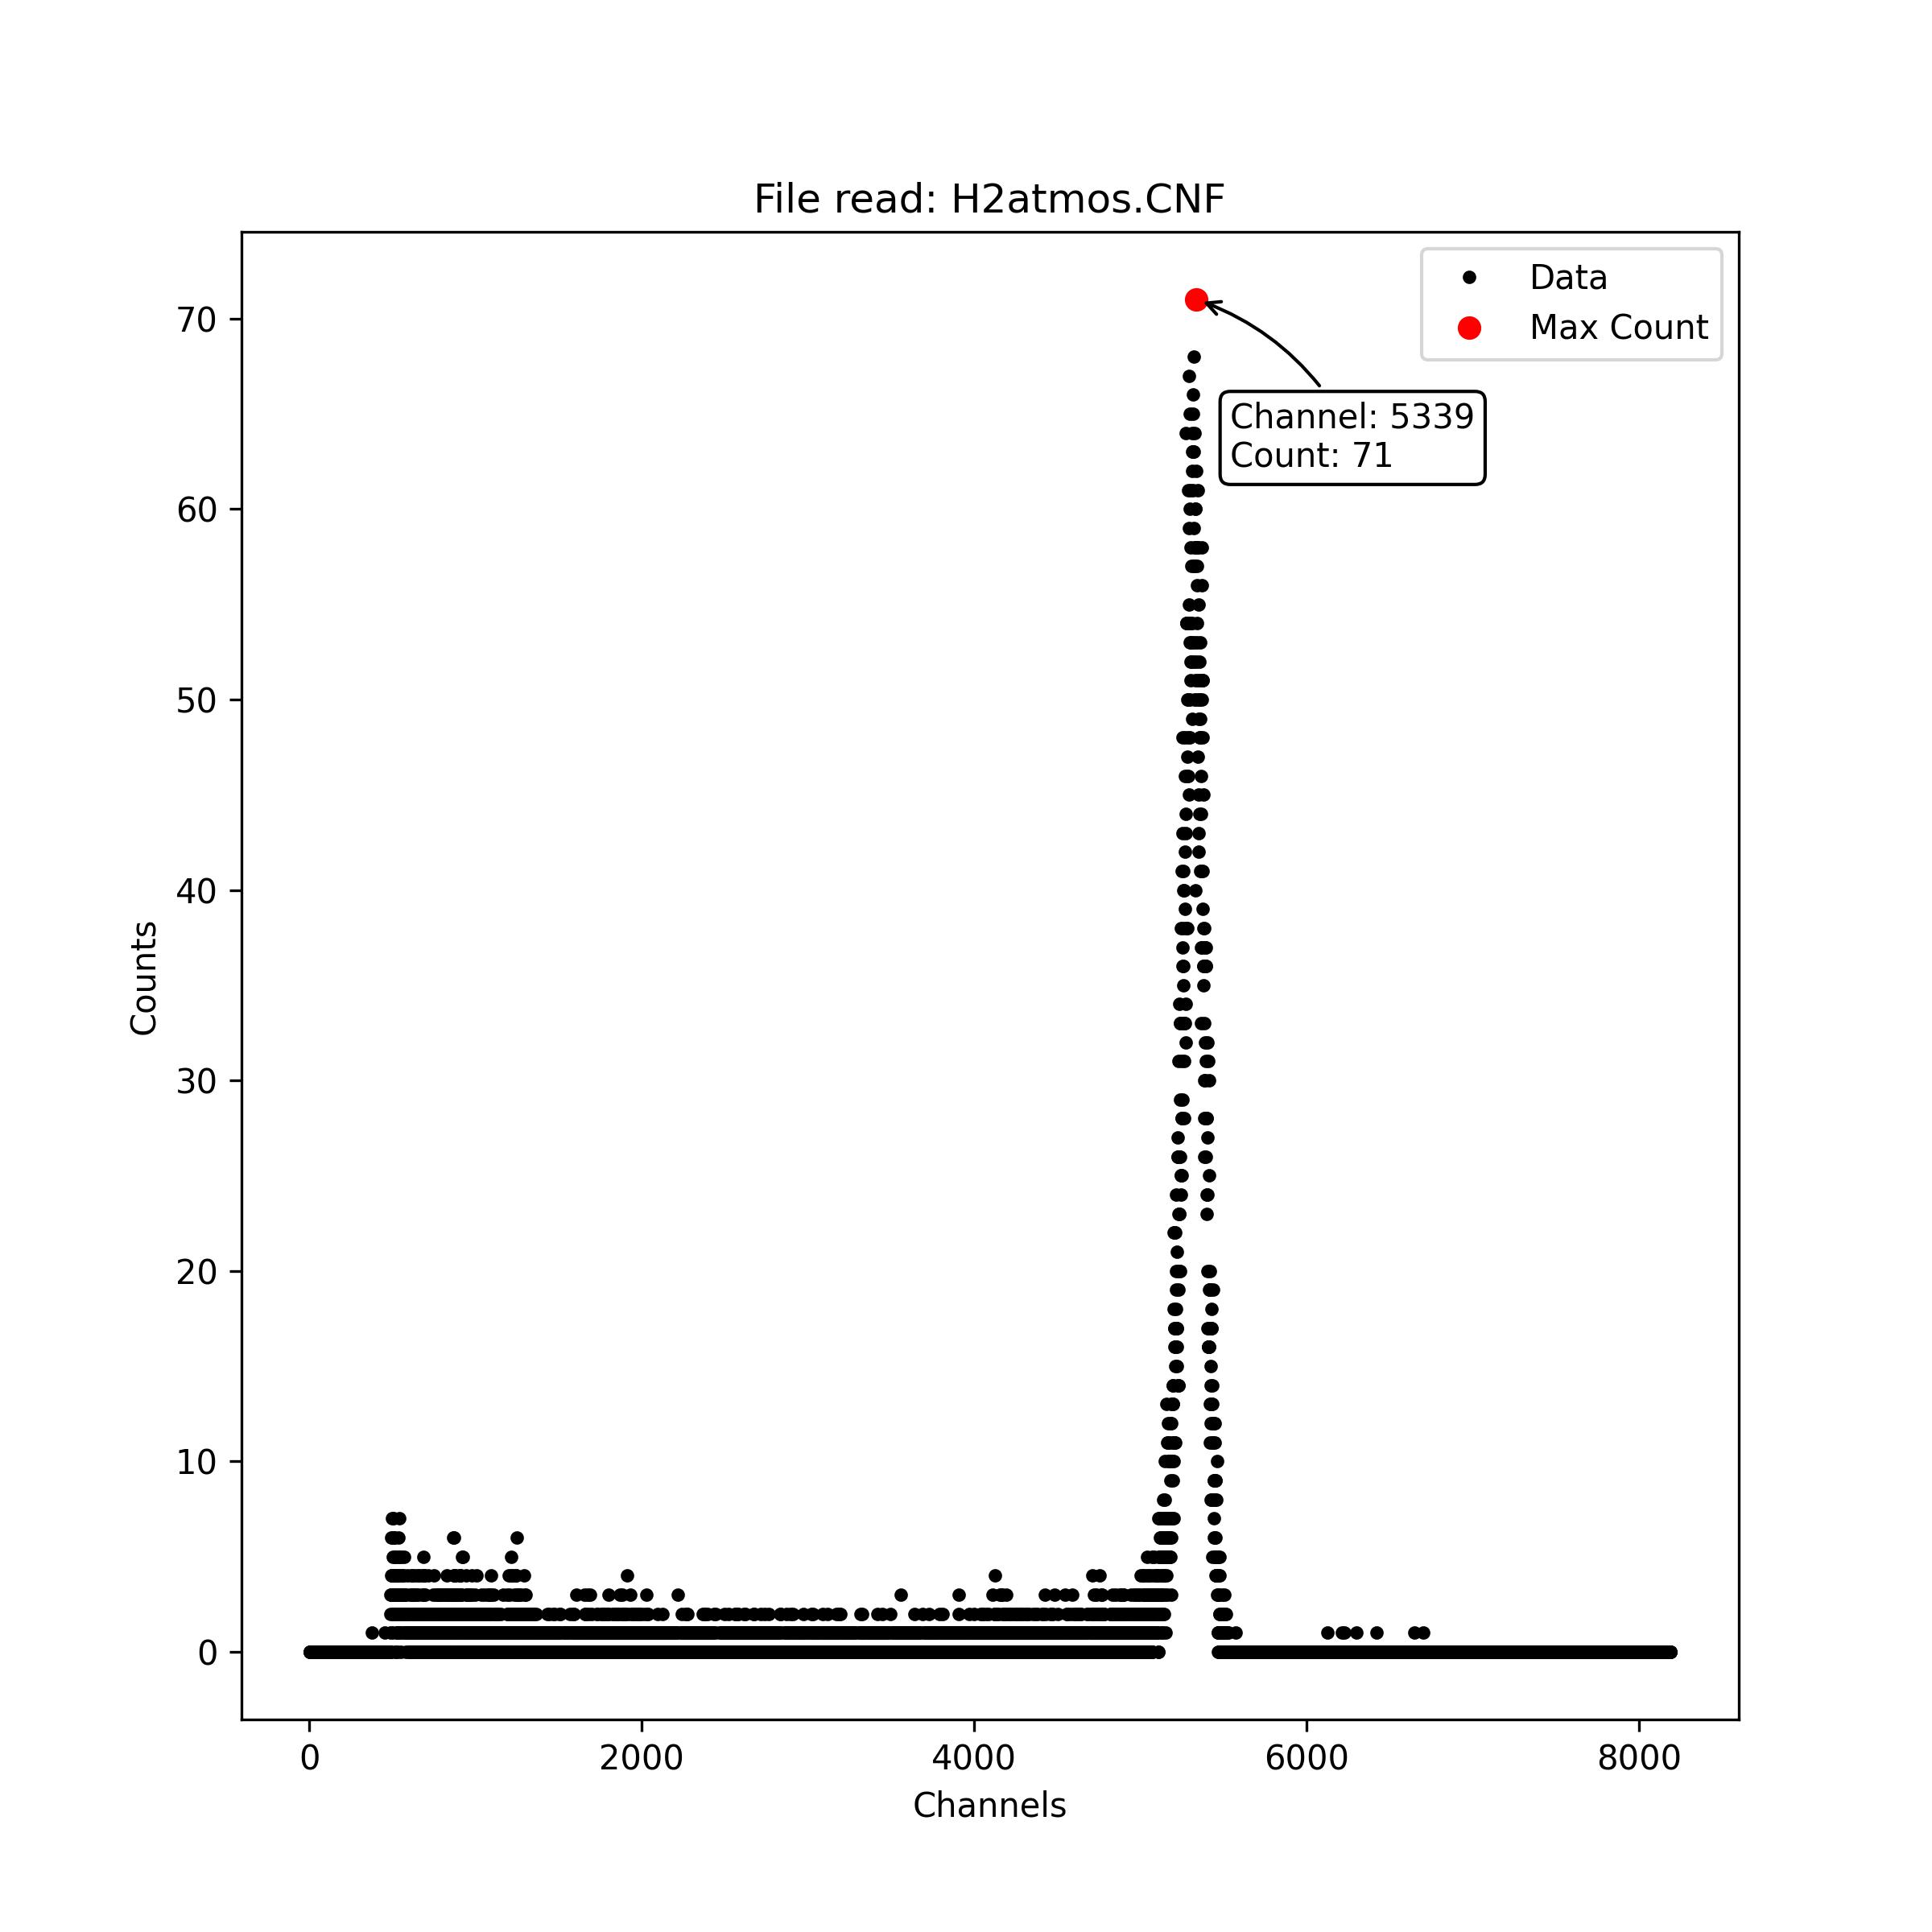 File read: H2atmos.CNF
Data
Max Count
Channel: 5339
Count: 71
70
60
50
40
30
20
10
0
Counts
0 2000 4000 6000 8000
Channels